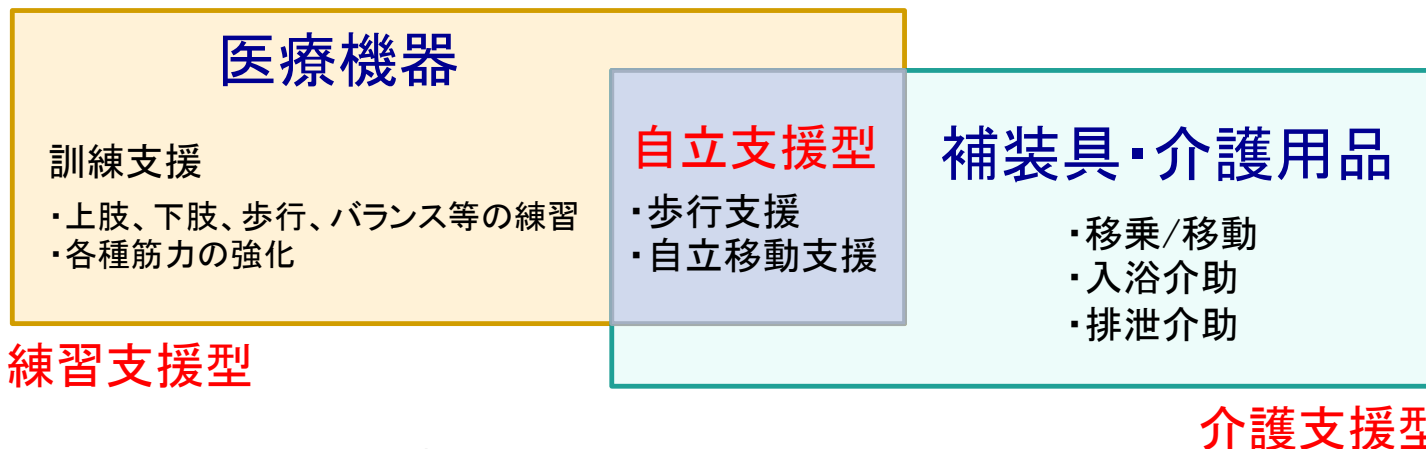 医療機器
訓練支援
・上肢、下肢、歩行、バランス等の練習
・各種筋力の強化
練習支援型
自立支援型
・歩行支援
・自立移動支援
補装具・介護用品
・移乗/移動
・入浴介助
・排泄介助
介護支援型